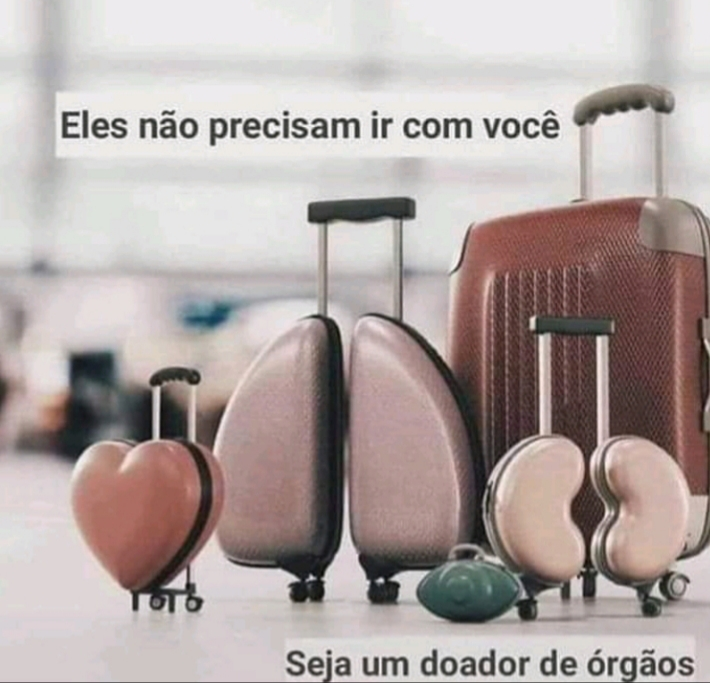 Eles não precisam ir com você
Seja um doador de órgãos